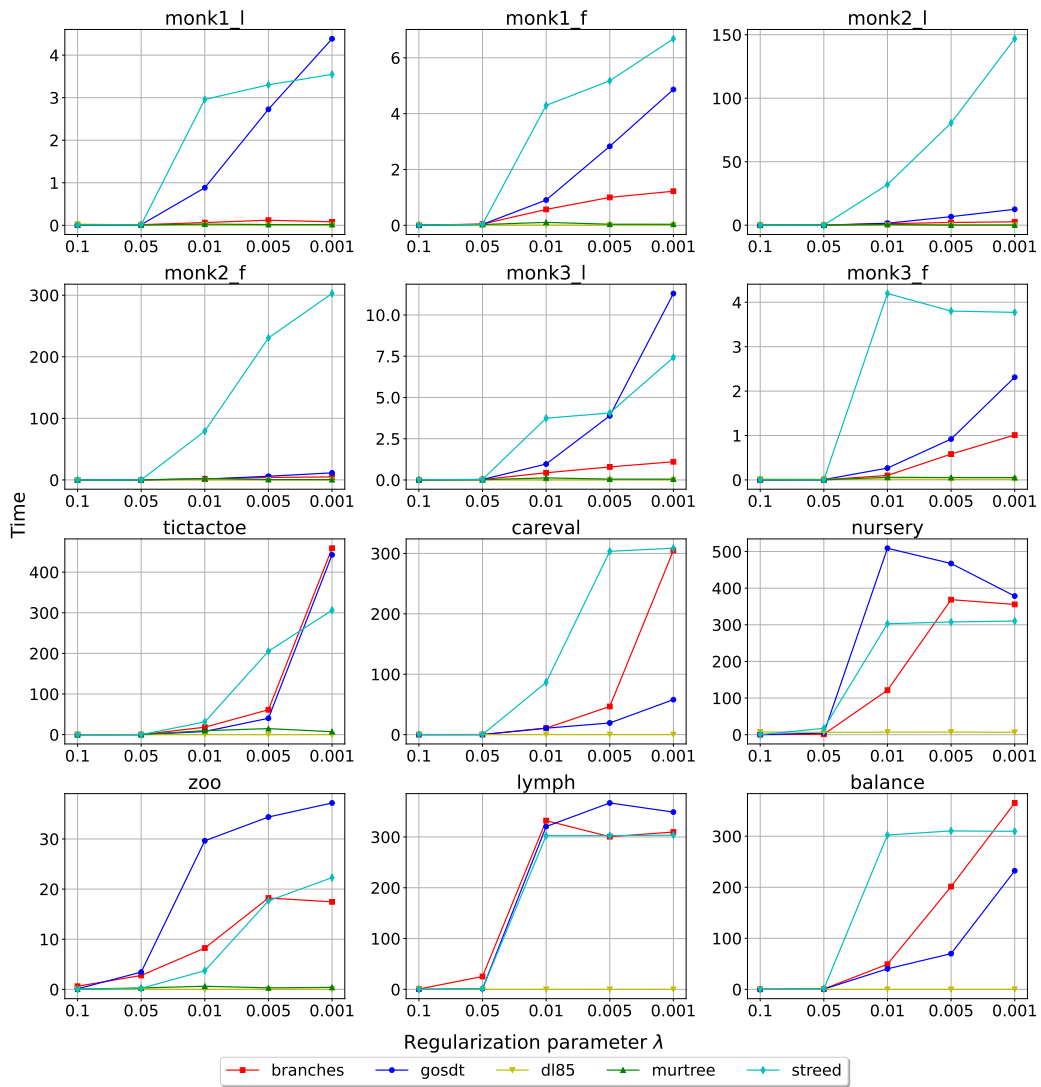 monk1_l monk1_f monk2_l
4 6 150
3 4 100
2 2 50
1 0 0
0
0.1 0.05 0.01 0.005 0.001 0.1 0.05 0.01 0.005 0.001 0.1 0.05 0.01 0.005 0.001
monk2_f monk3_l monk3_f
300 10.0 4
200 7.5 3
100 5.0 2
0 2.5 1
0.0 0
0.1 0.05 0.01 0.005 0.001 0.1 0.05 0.01 0.005 0.001 0.1 0.05 0.01 0.005 0.001
Time
tictactoe careval nursery
400 300 500
300 200 400
200 100 300
100 0 200
0 100
0
0.1 0.05 0.01 0.005 0.001 0.1 0.05 0.01 0.005 0.001 0.1 0.05 0.01 0.005 0.001
zoo lymph balance
30 300 300
20 200 200
10 100 100
0 0 0
0.1 0.05 0.01 0.005 0.001 0.1 0.05 0.01 0.005 0.001 0.1 0.05 0.01 0.005 0.001
Regularization parameter λ
branches gosdt dl85 murtree streed